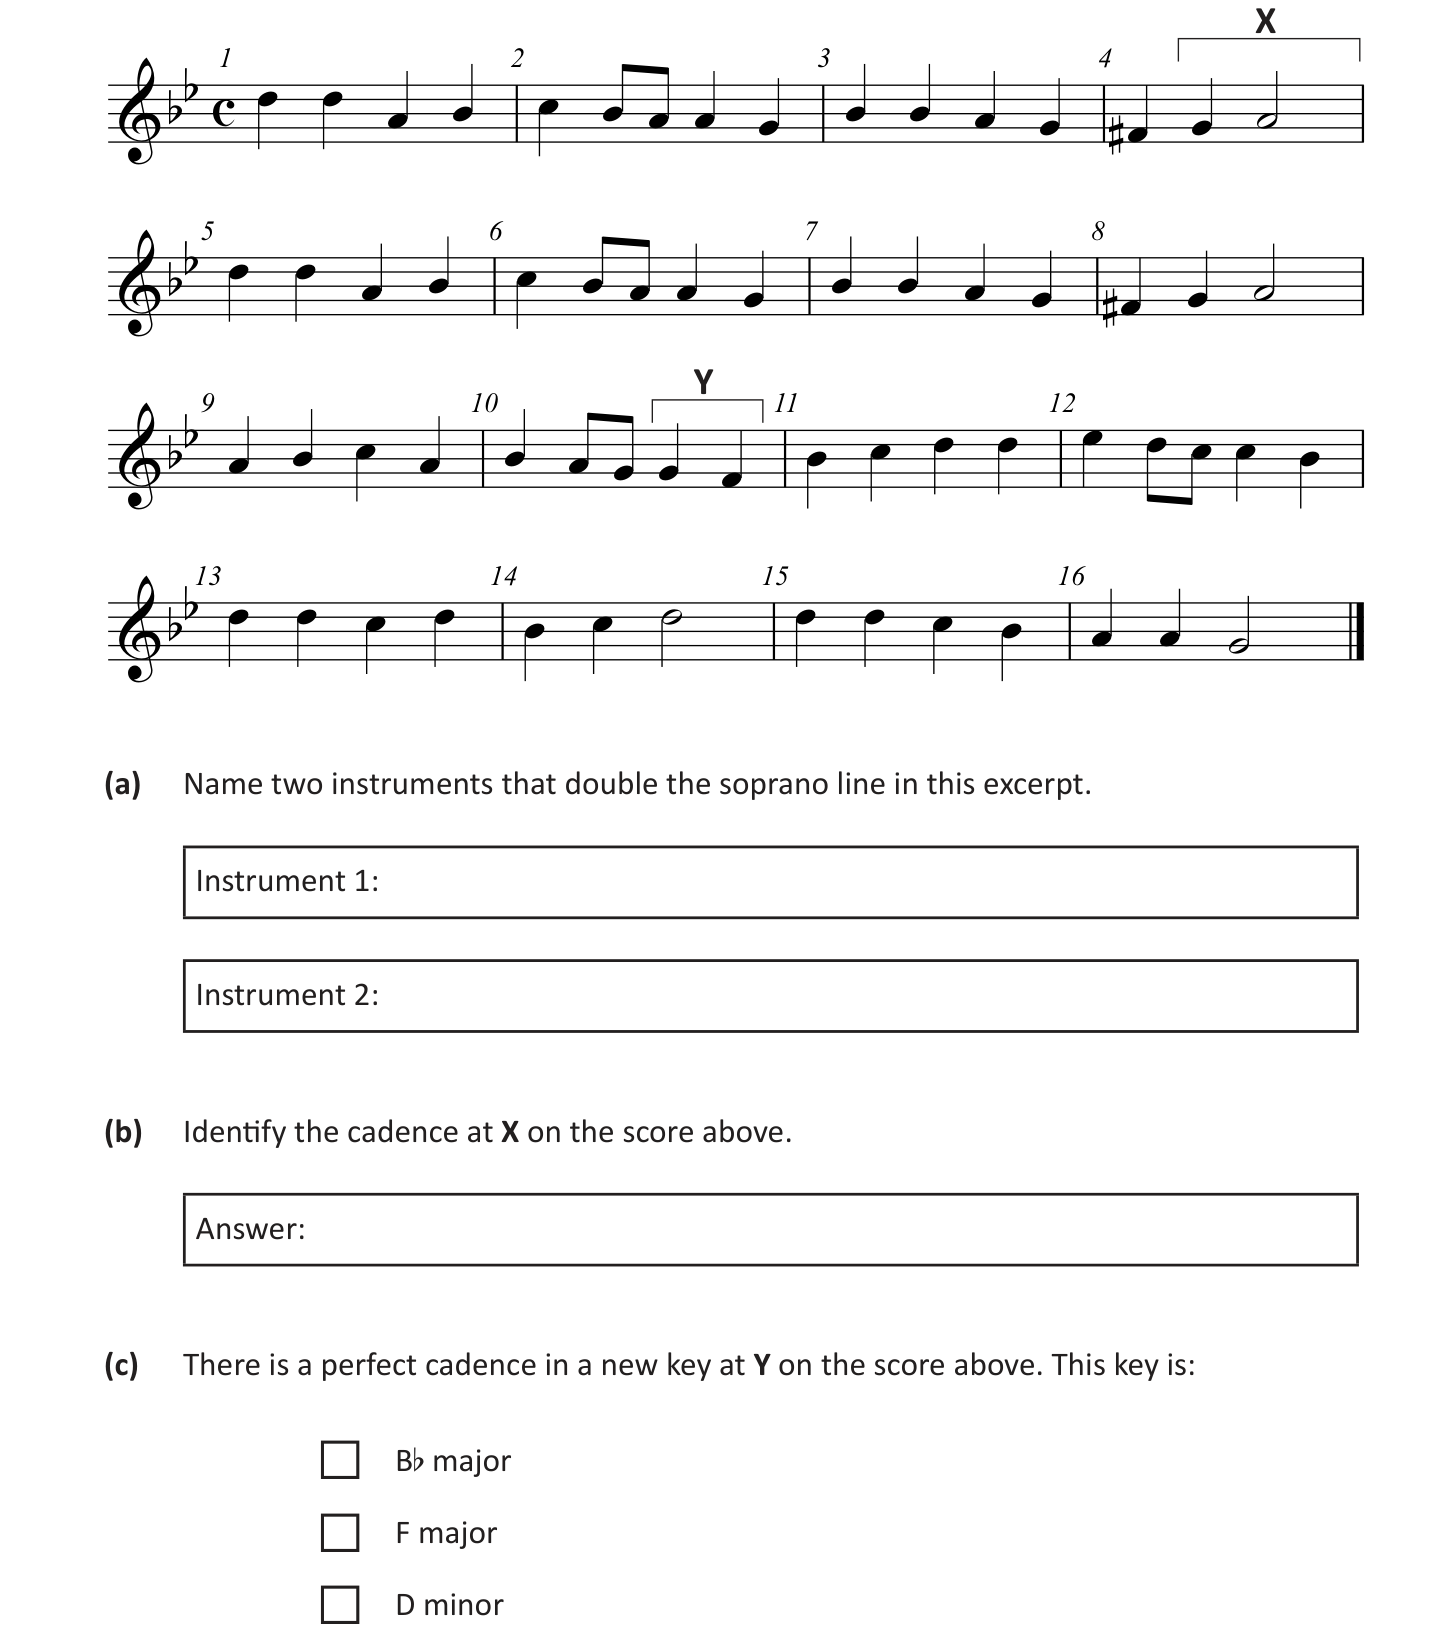 X
1 2 3 4
5 6 7 8
Y
9 10 11 12
13 14 15 16
(a) Name two instruments that double the soprano line in this excerpt.
Instrument 1:
Instrument 2:
(b) Identify the cadence at X on the score above.
Answer:
(c) There is a perfect cadence in a new key at Y on the score above. This key is:
B♭ major
F major
D minor